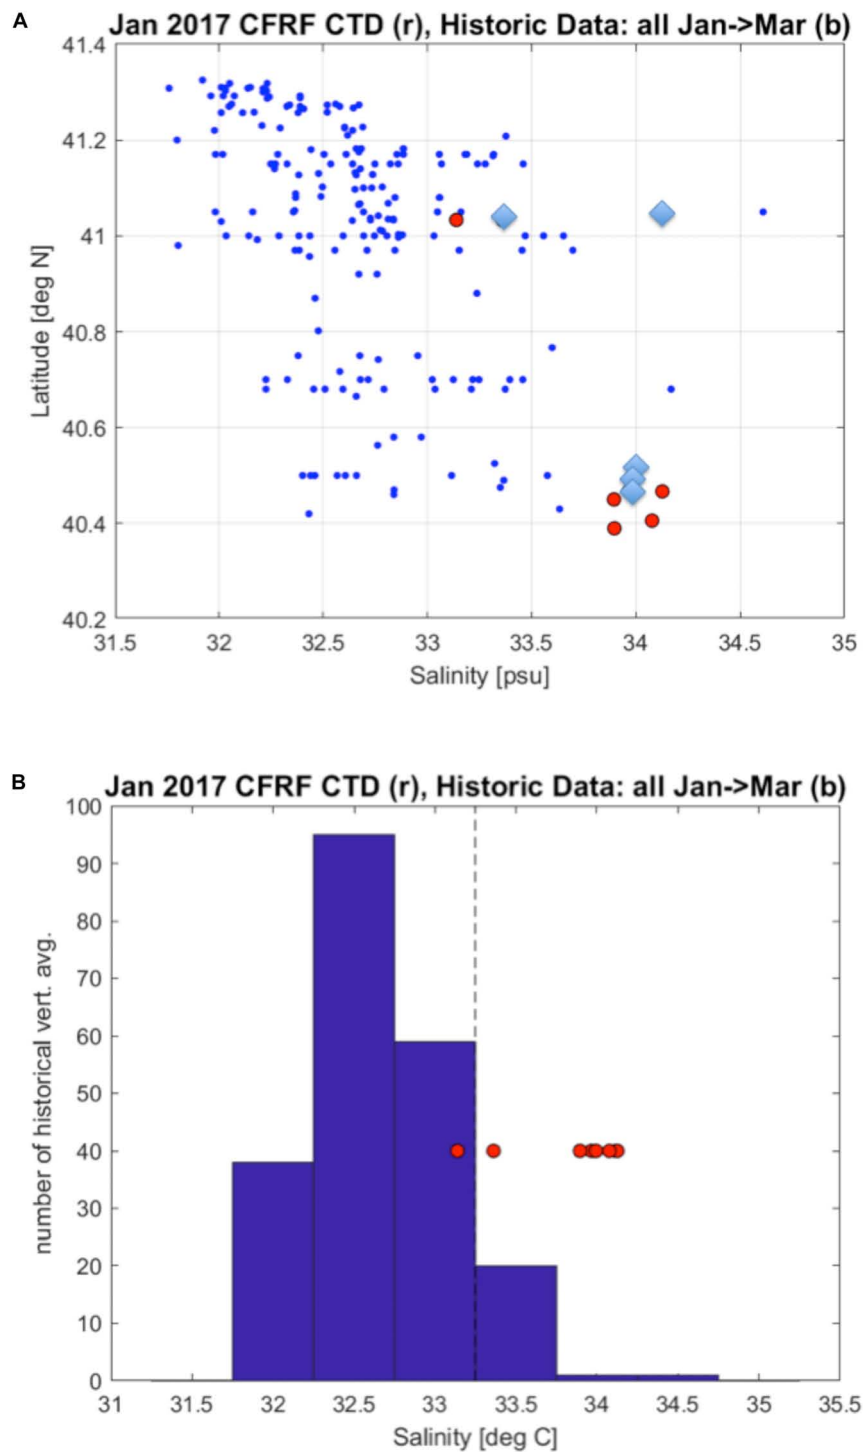 A
Jan 2017 CFRF CTD (r), Historic Data: all Jan->Mar (b)
41.4
41.2
41
40.8
40.6
40.4
40.2
Latitude [deg N]
31.5 32 32.5 33 33.5 34 34.5 35
Salinity [psu]
B
Jan 2017 CFRF CTD (r), Historic Data: all Jan->Mar (b)
100
90
80
70
60
50
40
30
20
10
0
number of historical vert. avg.
31 31.5 32 32.5 33 33.5 34 34.5 35 35.5
Salinity [deg C]